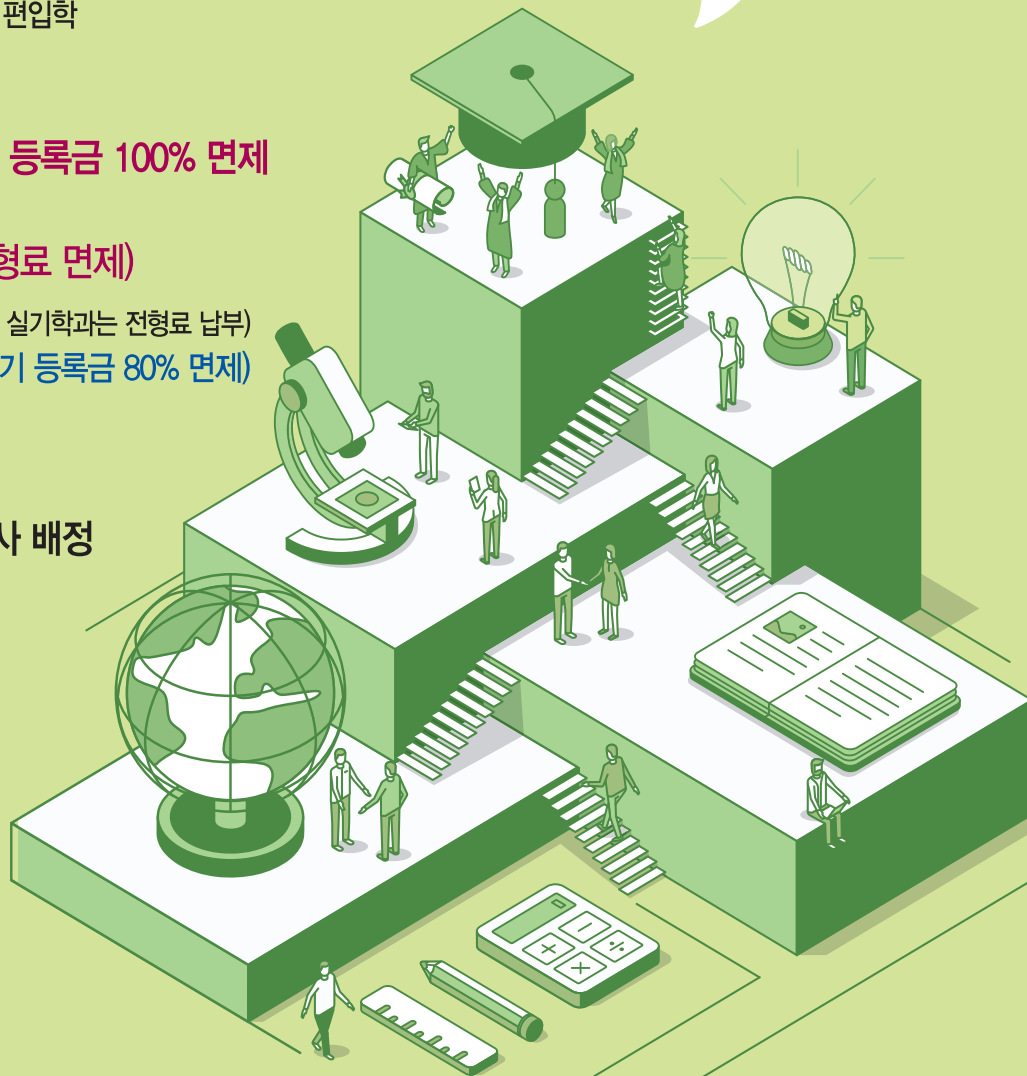 편입학
등록금 100% 면제
형료 면제)
실기학과는 전형료 납부)
기 등록금 80% 면제)
사 배정